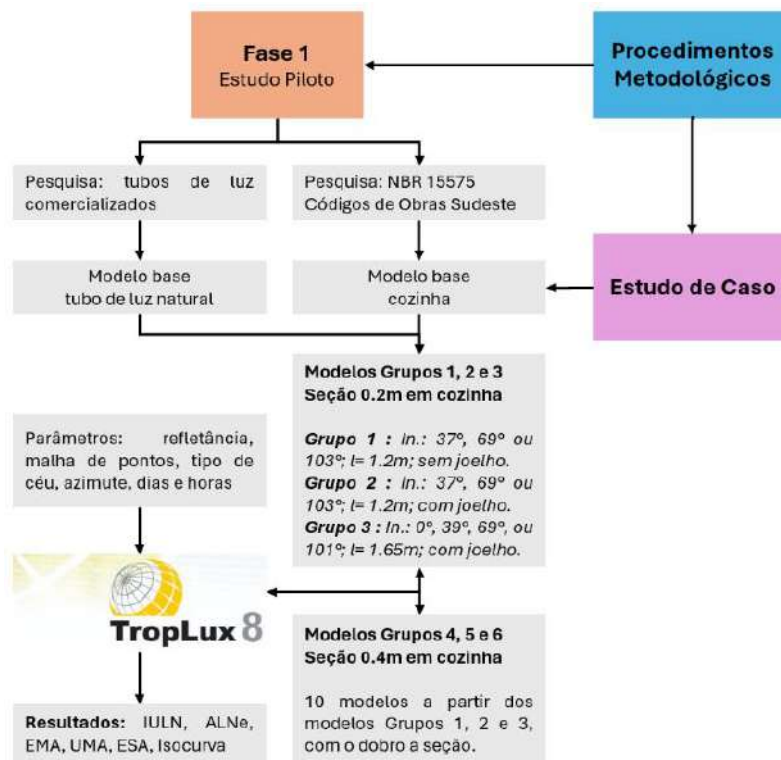 Fase 1
Estudo Piloto
Procedimentos
Metodológicos
Pesquisa: tubos de luz
comercializados
Pesquisa: NBR 15575
Códigos de Obras Sudeste
Modelo base
tubo de luz natural
Modelo base
cozinha
Estudo de Caso
Modelos Grupos 1, 2 e 3
Seção 0.2m em cozinha
Grupo 1 : In.: 37º, 69º ou
103º; l= 1.2m; sem joelho.
Grupo 2 : In.: 37º, 69º ou
103º; l= 1.2m; com joelho.
Grupo 3 : In.: 0º, 39º, 69º, ou
101º; l= 1.65m; com joelho.
Parâmetros: refletância,
malha de pontos, tipo de
céu, azimute, dias e horas
TropLux 8
Modelos Grupos 4, 5 e 6
Seção 0.4m em cozinha
10 modelos a partir dos
modelos Grupos 1, 2 e 3,
com o dobro a seção.
Resultados: IULN, ALNe,
EMA, UMA, ESA, Isocurva